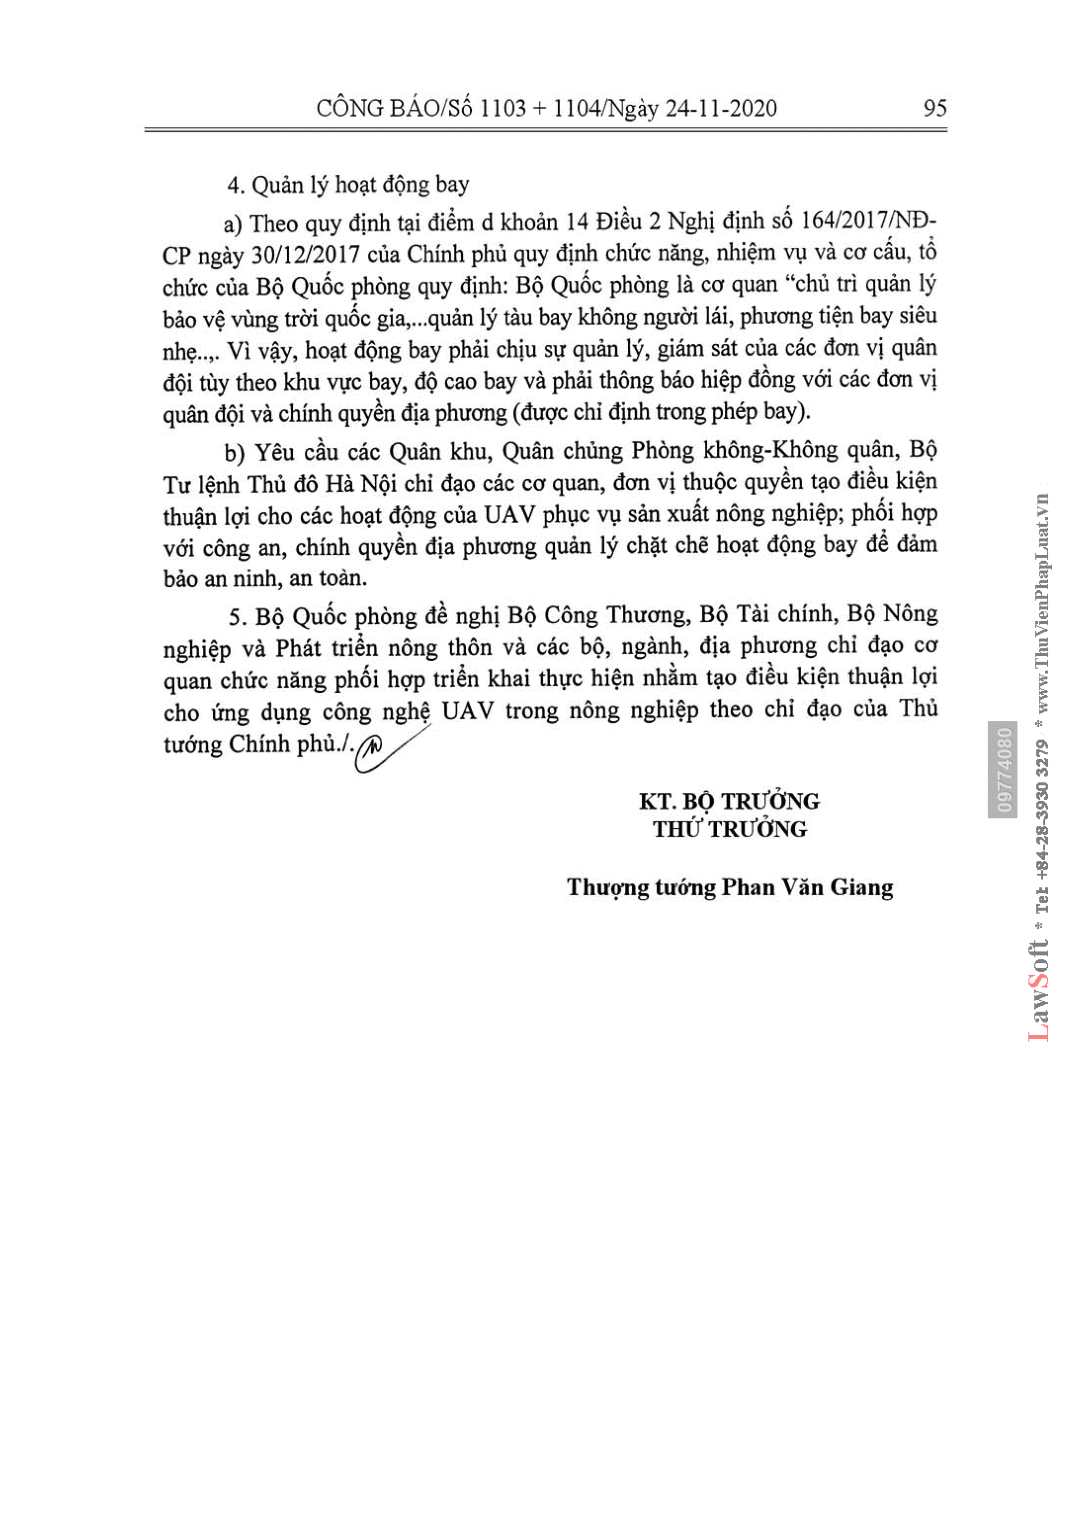 CÔNG BÁO/Số 1103 + 1104/Ngày 24-11-2020 95
4. Quản lý hoạt động bay
a) Theo quy định tại điểm d khoản 14 Điều 2 Nghị định số 164/2017/NĐ-
CP ngày 30/12/2017 của Chính phủ quy định chức năng, nhiệm vụ và cơ cấu, tổ
chức của Bộ Quốc phòng quy định: Bộ Quốc phòng là cơ quan “chủ trì quản lý
bảo vệ vùng trời quốc gia,...quản lý tàu bay không người lái, phương tiện bay siêu
nhẹ..,. Vì vậy, hoạt động bay phải chịu sự quản lý, giám sát của các đơn vị quân
đội tùy theo khu vực bay, độ cao bay và phải thông báo hiệp đồng với các đơn vị
quân đội và chính quyền địa phương (được chỉ định trong phép bay).
b) Yêu cầu các Quân khu, Quân chủng Phòng không-Không quân, Bộ
Tư lệnh Thủ đô Hà Nội chỉ đạo các cơ quan, đơn vị thuộc quyền tạo điều kiện
thuận lợi cho các hoạt động của UAV phục vụ sản xuất nông nghiệp; phối hợp
với công an, chính quyền địa phương quản lý chặt chẽ hoạt động bay để đảm
bảo an ninh, an toàn.
5. Bộ Quốc phòng đề nghị Bộ Công Thương, Bộ Tài chính, Bộ Nông
nghiệp và Phát triển nông thôn và các bộ, ngành, địa phương chỉ đạo cơ
quan chức năng phối hợp triển khai thực hiện nhằm tạo điều kiện thuận lợi
cho ứng dụng công nghệ UAV trong nông nghiệp theo chỉ đạo của Thủ
tướng Chính phủ./.
KT. BỘ TRƯỞNG
THỨ TRƯỞNG
Thượng tướng Phan Văn Giang
09774080
LawSoft * Tel: +84-28-3930 3279 * www.ThuVienPhapLuat.vn